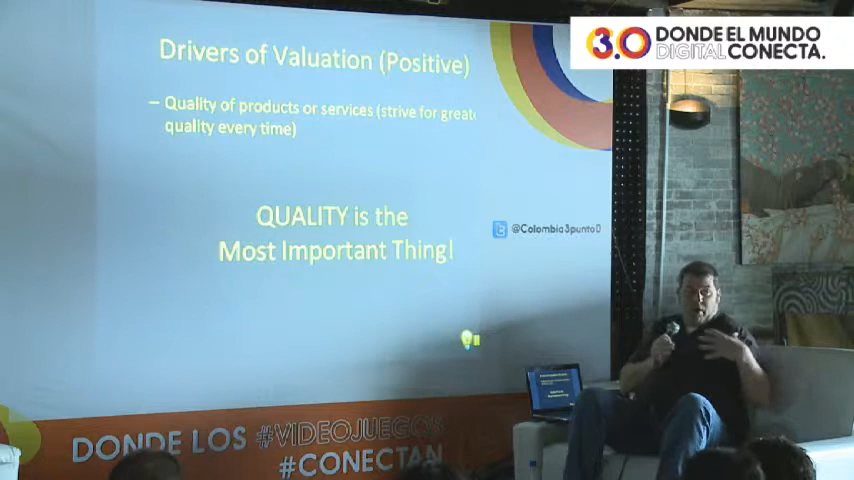 Drivers of Valuation (Positive)
– Quality of products or services (strive for greate
quality every time)
QUALITY is the
Most Important Thing!
@Colombia3punto0
3.0 DONDE EL MUNDO
DIGITAL CONECTA.
DONDE LOS #VIDEOJUEGOS
#CONECTAN